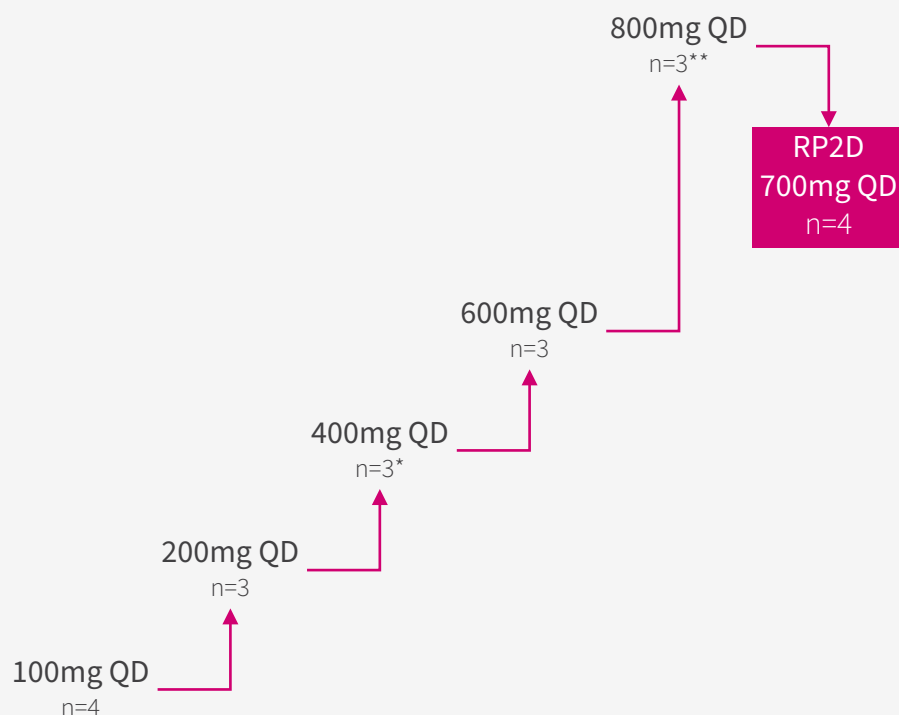 800mg QD
n=3**
RP2D
700mg QD
n=4
600mg QD
n=3
400mg QD
n=3*
200mg QD
n=3
100mg QD
n=4